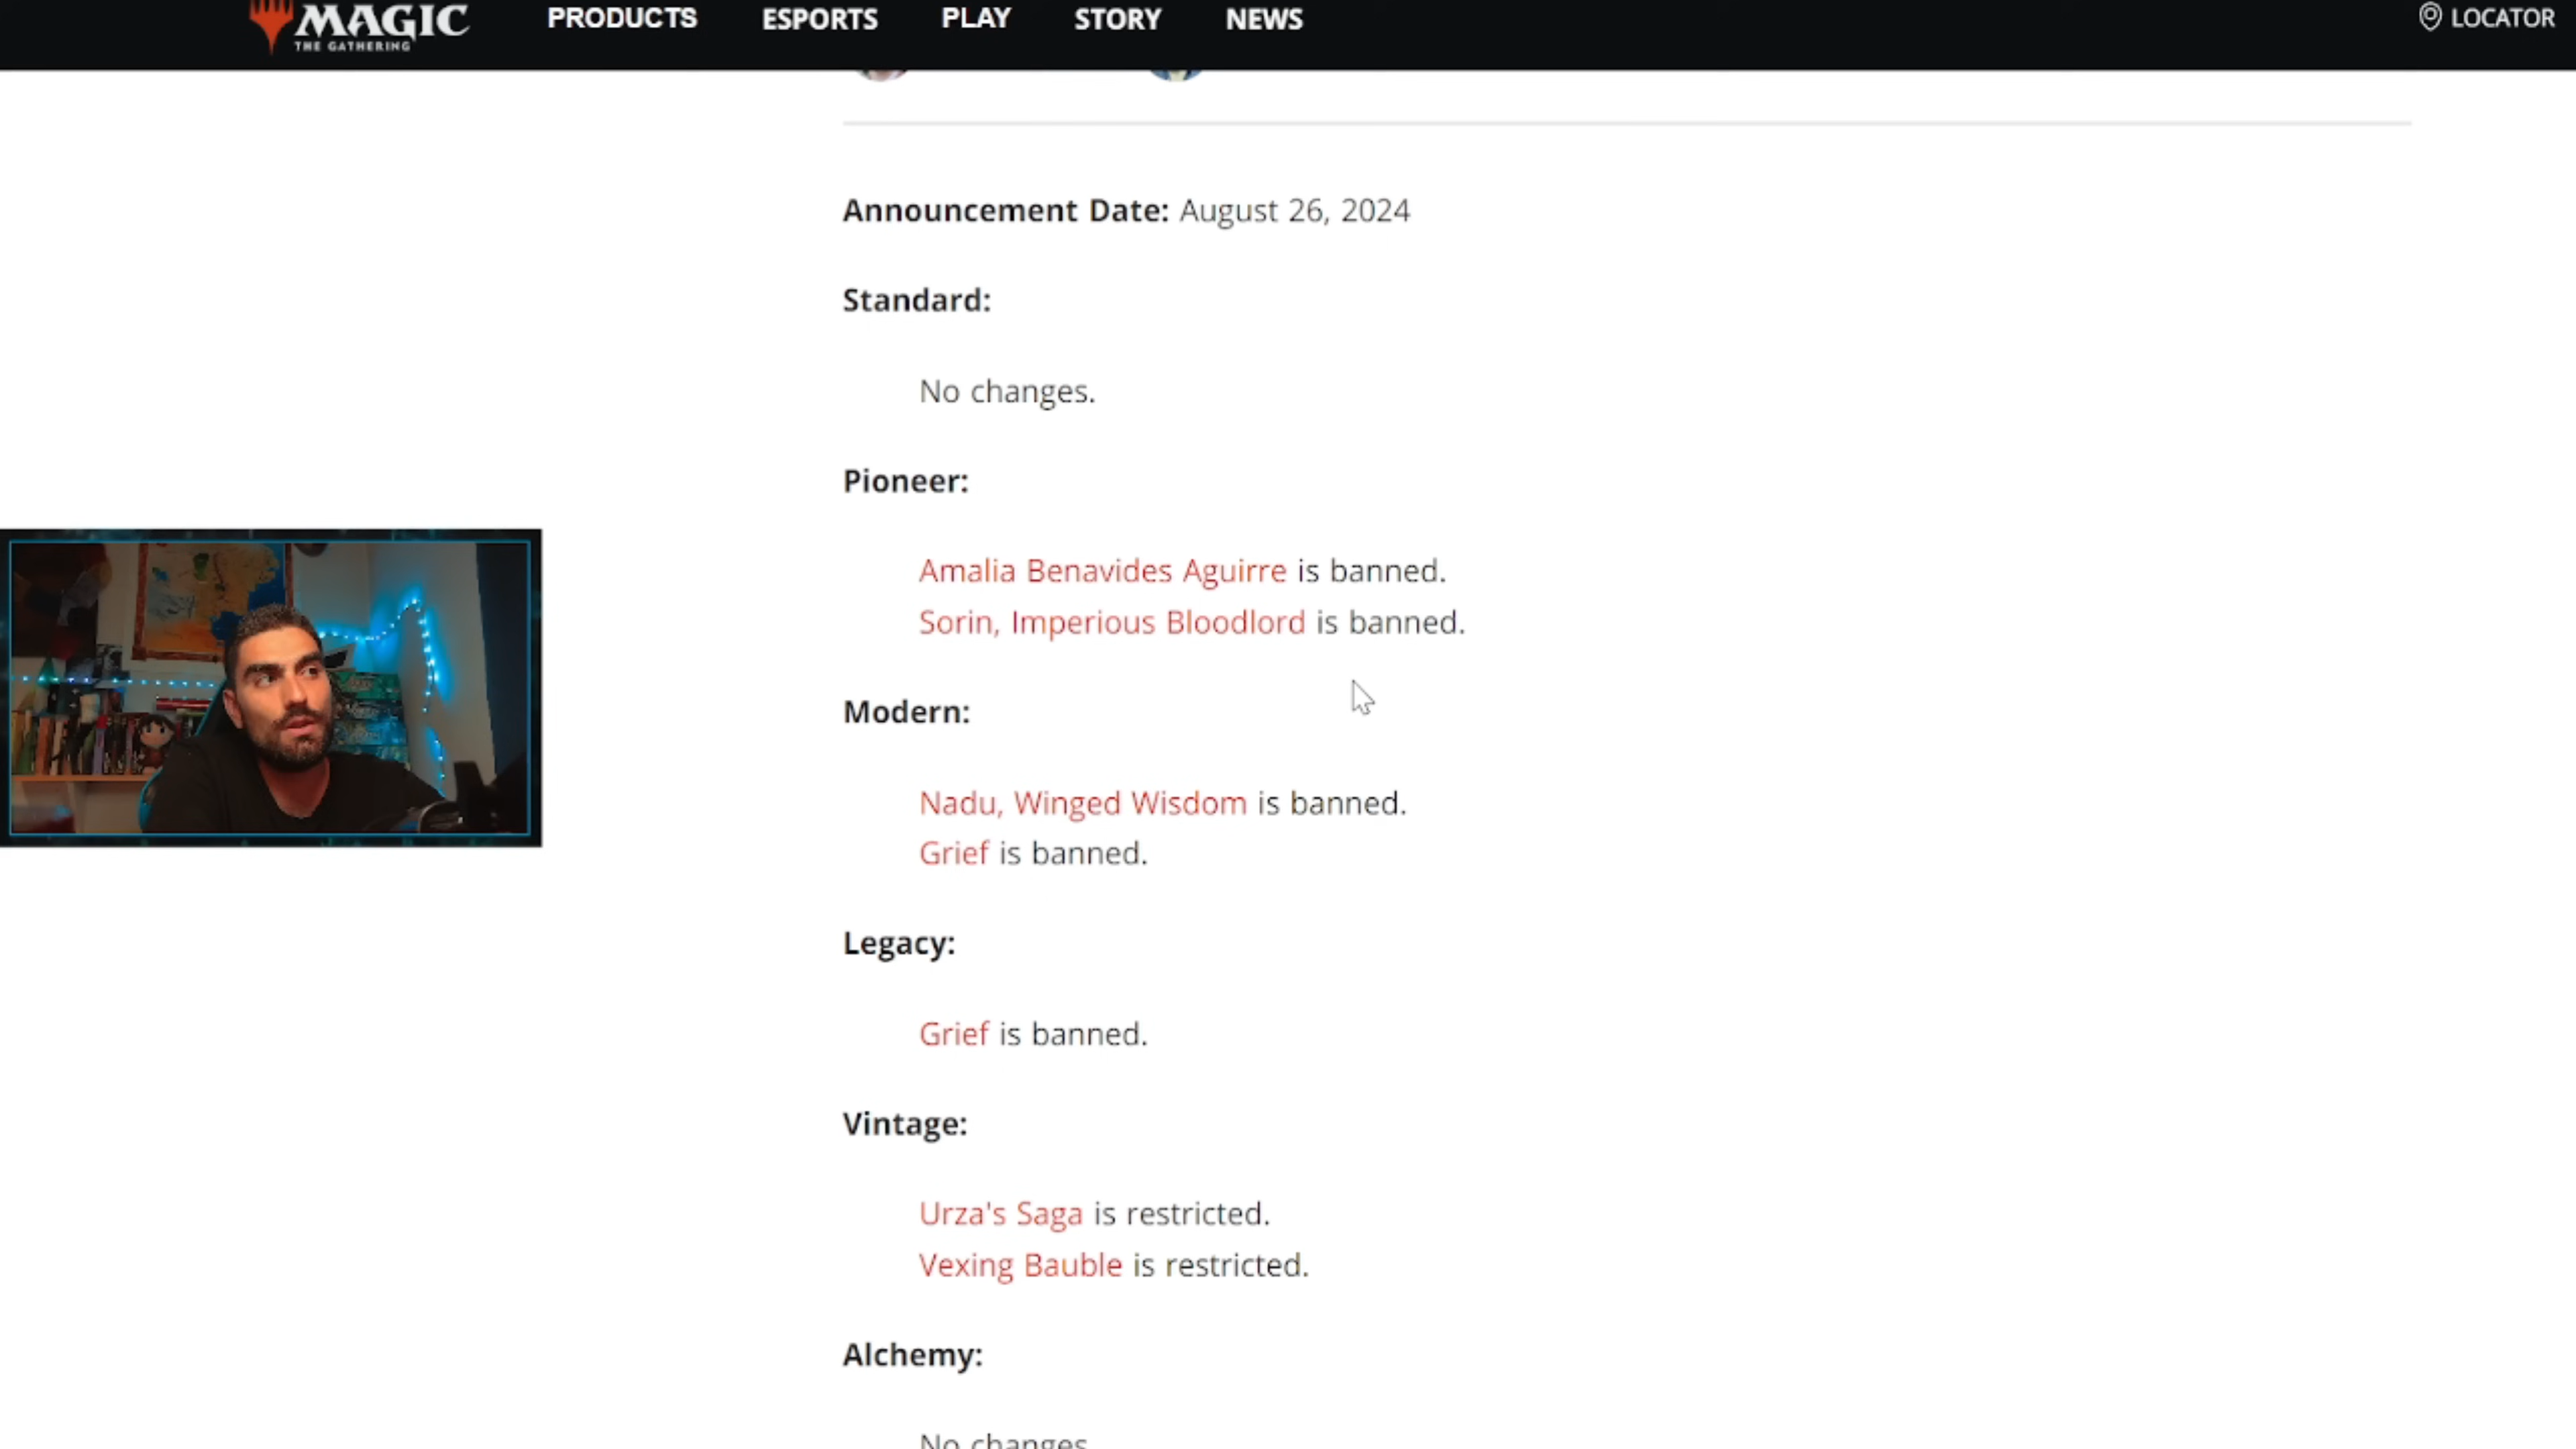 MAGIC
THE GATHERING
PRODUCTS
ESPORTS
PLAY
STORY
NEWS
LOCATOR
Announcement Date: August 26, 2024
Standard:
No changes.
Pioneer:
Amalia Benavides Aguirre is banned.
Sorin, Imperious Bloodlord is banned.
Modern:
Nadu, Winged Wisdom is banned.
Grief is banned.
Legacy:
Grief is banned.
Vintage:
Urza's Saga is restricted.
Vexing Bauble is restricted.
Alchemy:
No changes